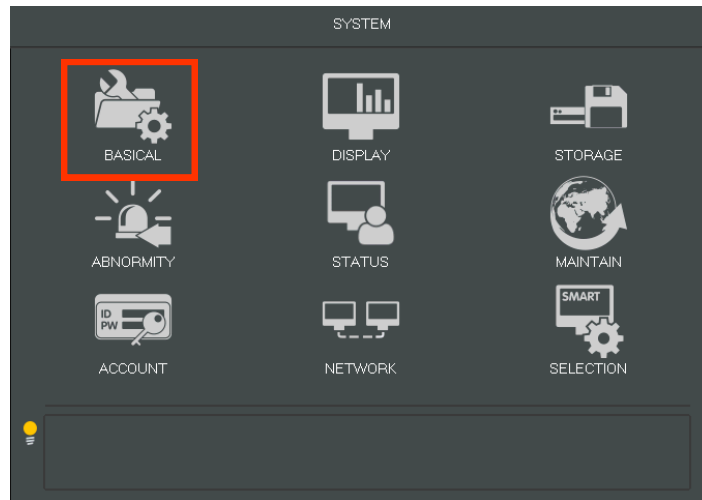 SYSTEM
BASICAL
DISPLAY
STORAGE
ABNORMITY
STATUS
MAINTAIN
ID
PW
SMART
ACCOUNT
NETWORK
SELECTION